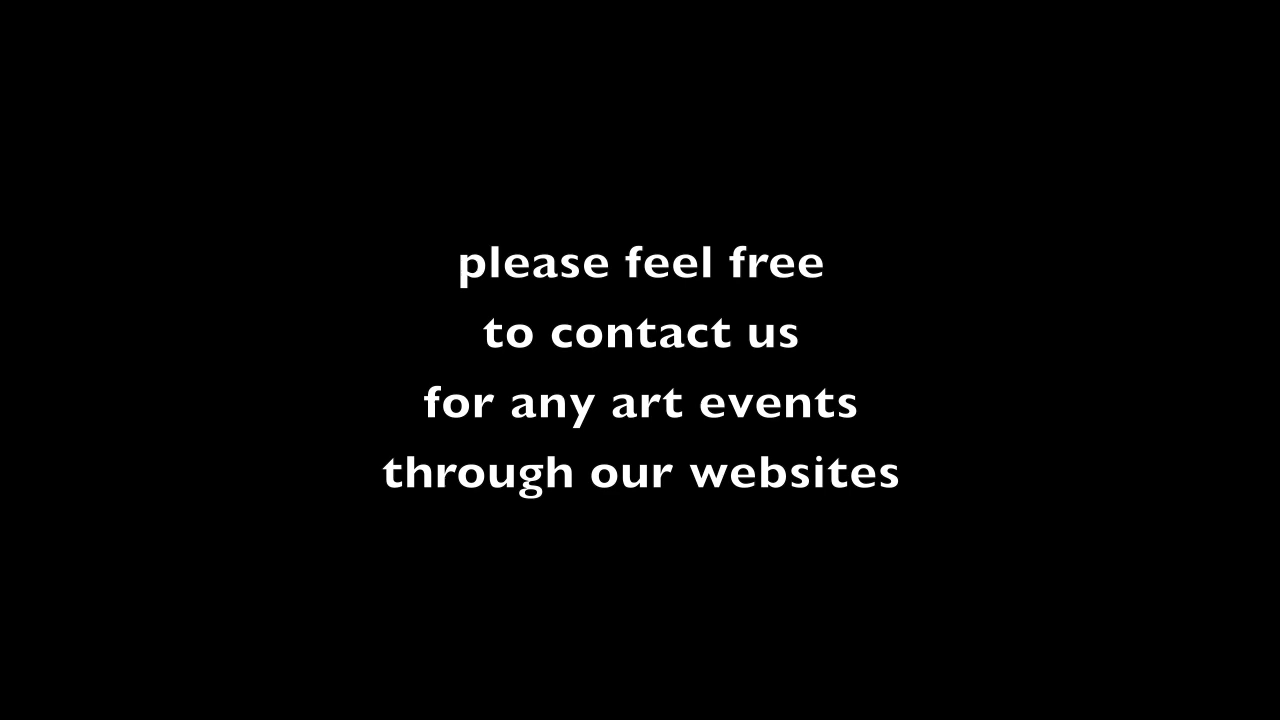 please feel free
to contact us
for any art events
through our websites